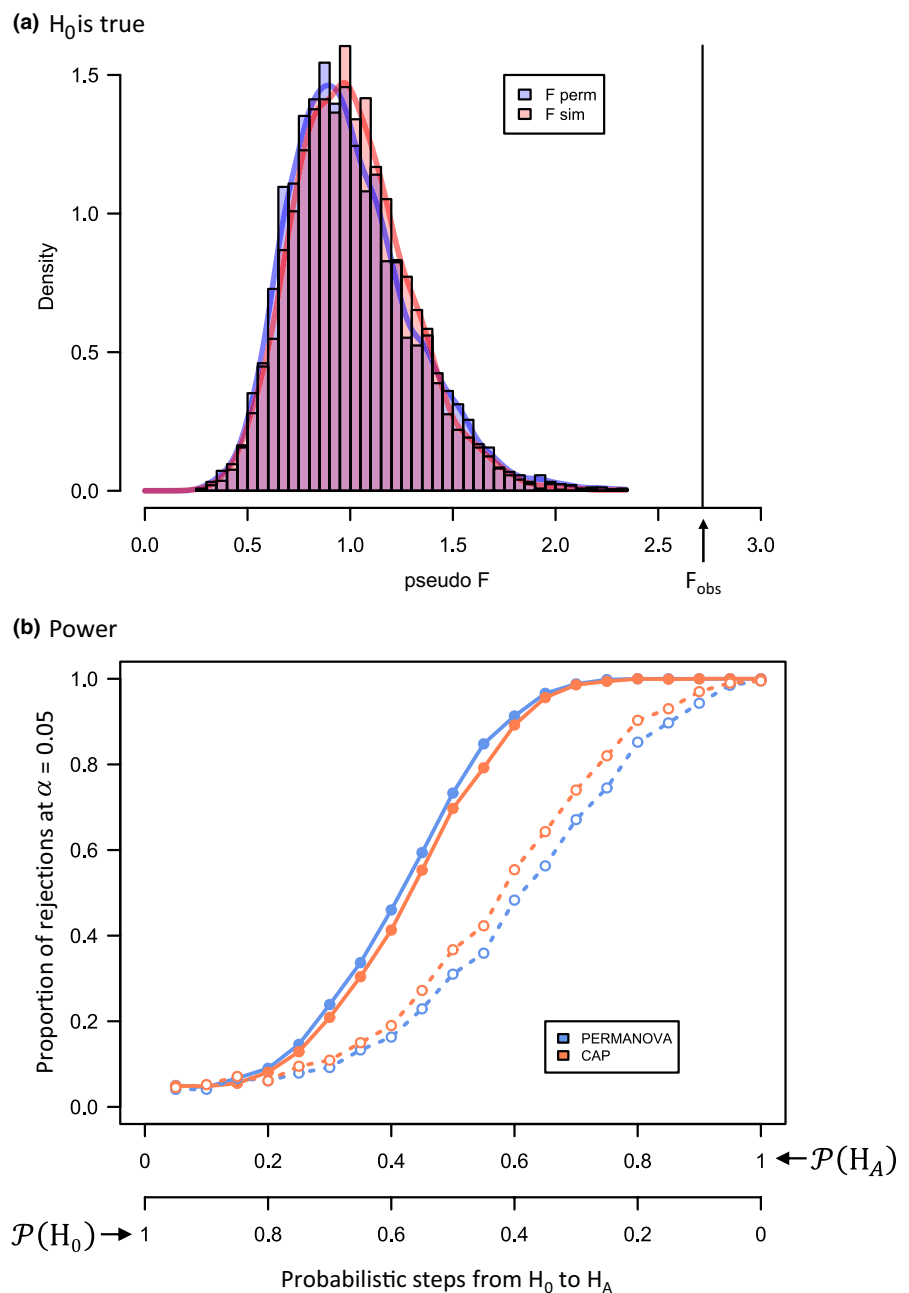 (a) H₀ is true
Density
1.5
1.0
0.5
0.0
F perm
F sim
0.0 0.5 1.0 1.5 2.0 2.5 3.0
pseudo F
F_obs
(b) Power
Proportion of rejections at α = 0.05
1.0
0.8
0.6
0.4
0.2
0.0
PERMANOVA
CAP
0 0.2 0.4 0.6 0.8 1 𝒫(H_A)
𝒫(H₀) 1 0.8 0.6 0.4 0.2 0
Probabilistic steps from H₀ to H_A